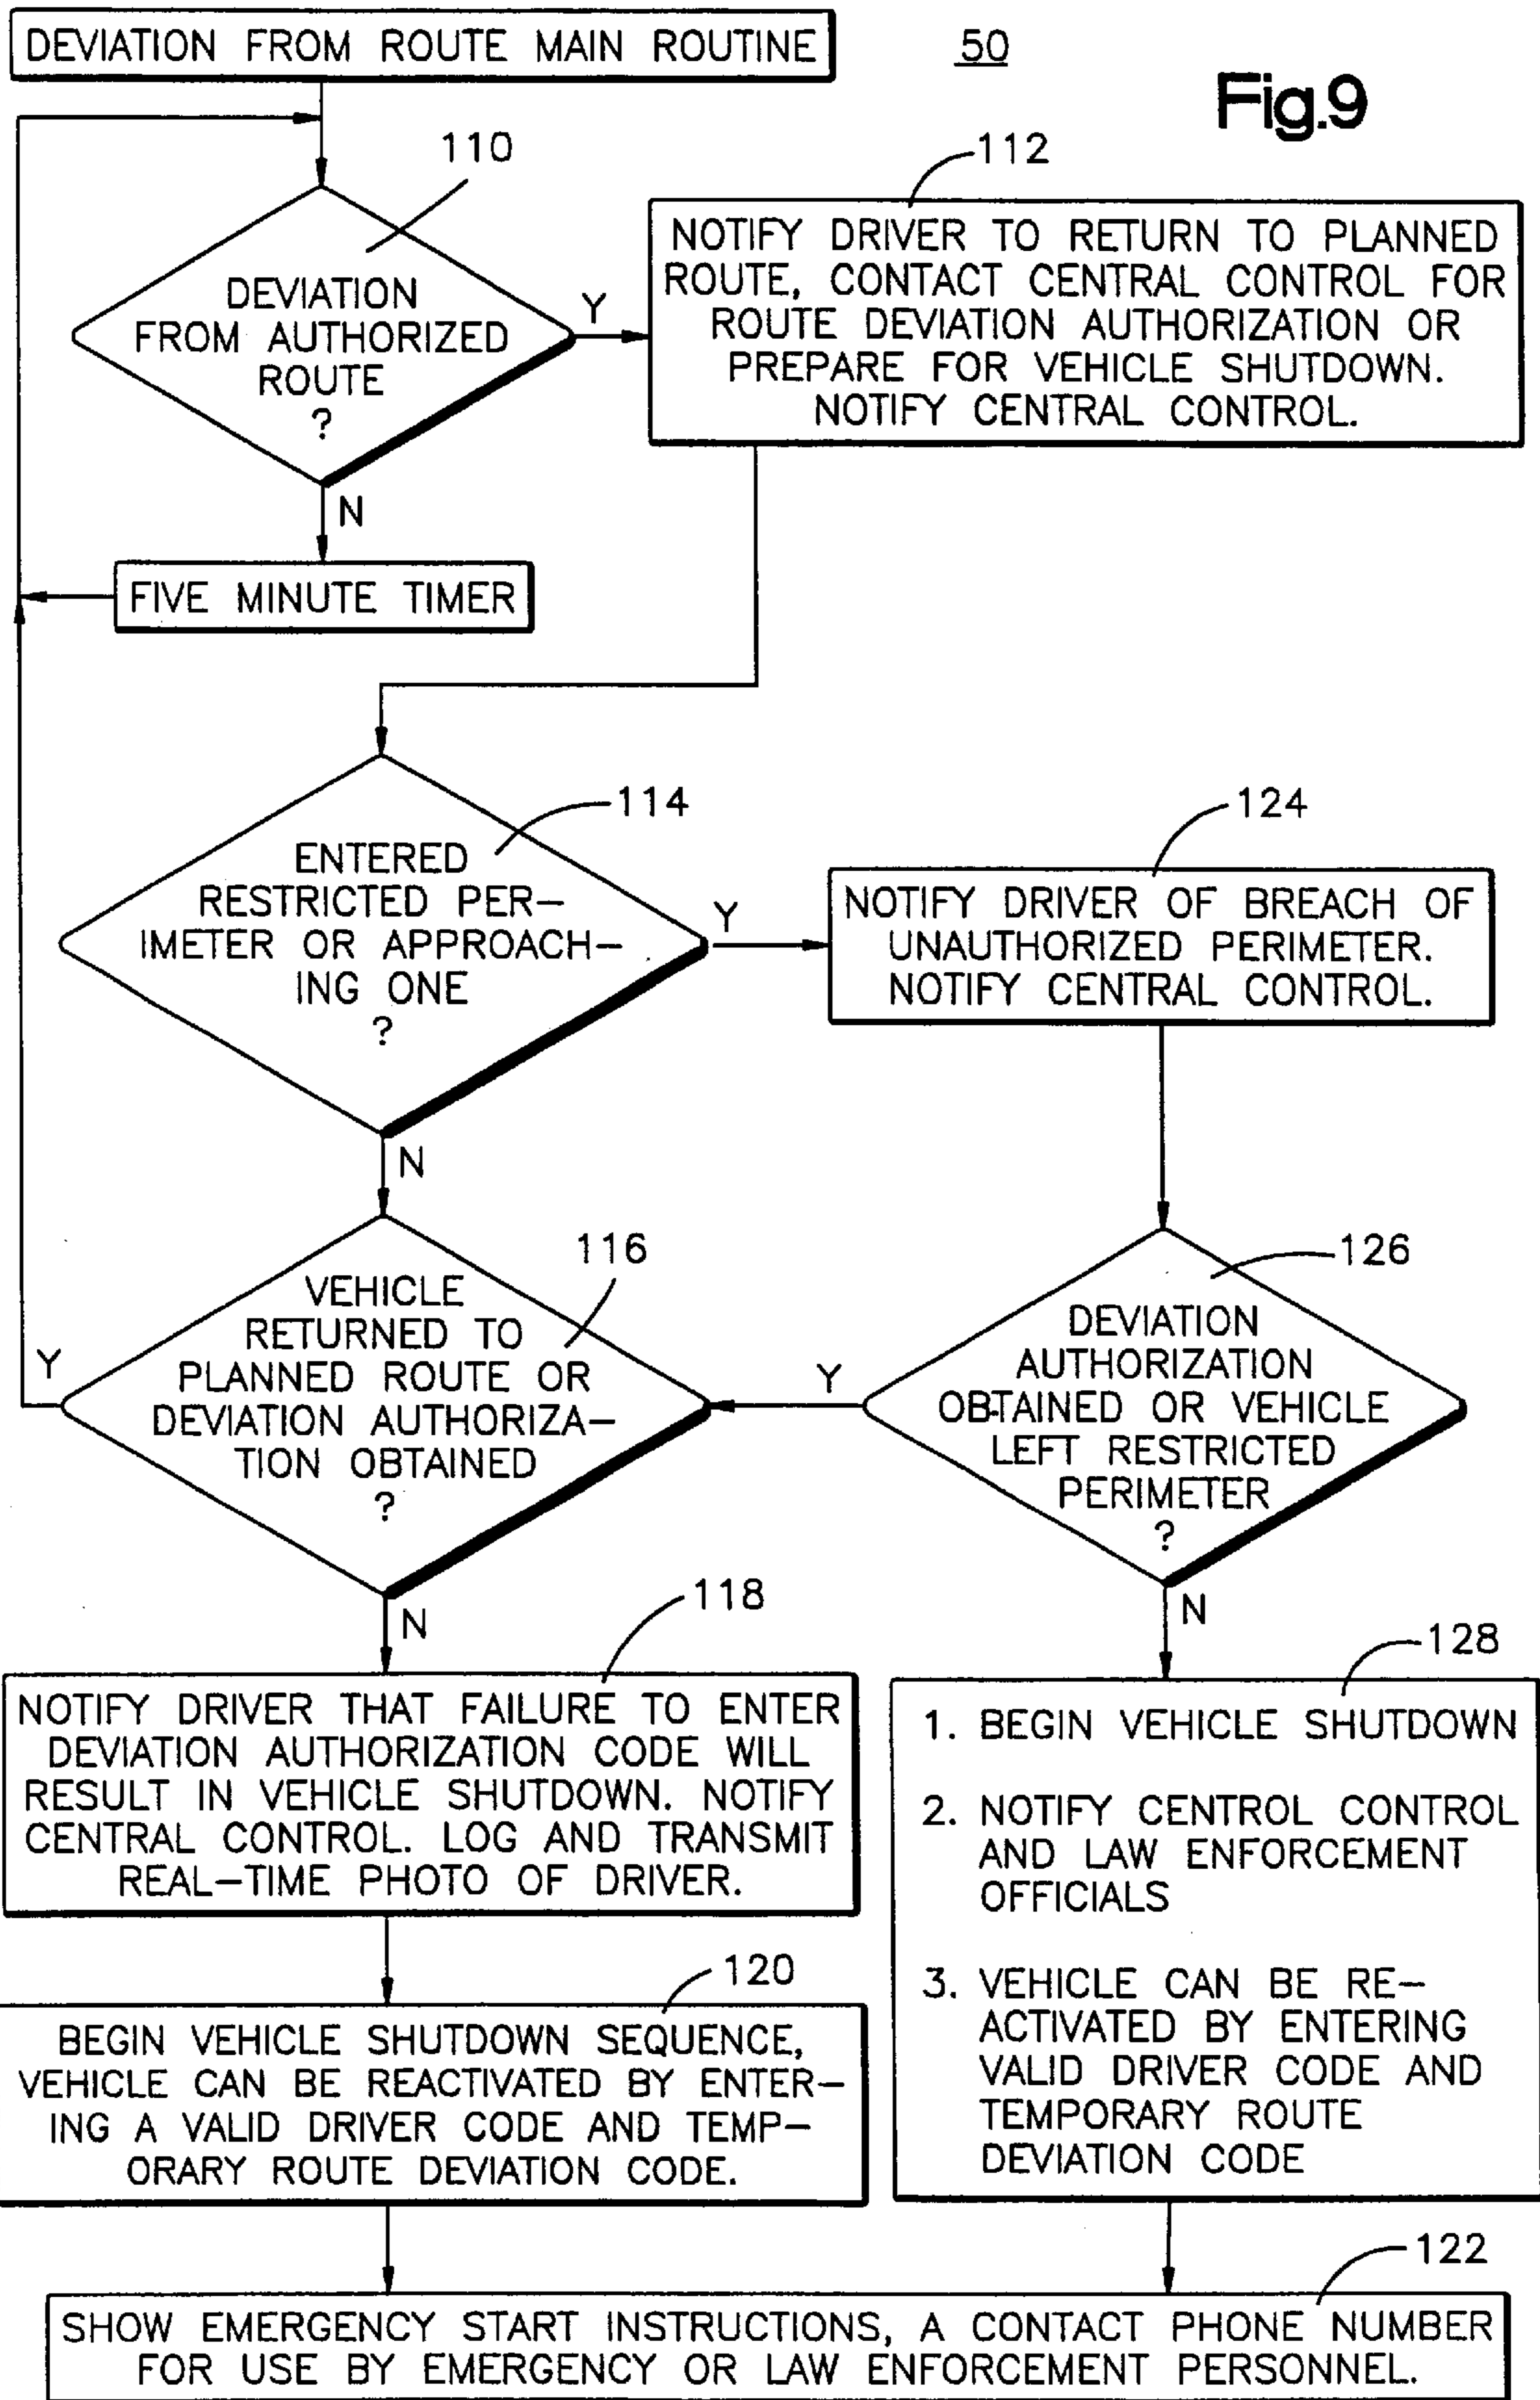 DEVIATION FROM ROUTE MAIN ROUTINE
50
Fig.9
110
112
DEVIATION
FROM AUTHORIZED
ROUTE
?
Y
NOTIFY DRIVER TO RETURN TO PLANNED
ROUTE, CONTACT CENTRAL CONTROL FOR
ROUTE DEVIATION AUTHORIZATION OR
PREPARE FOR VEHICLE SHUTDOWN.
NOTIFY CENTRAL CONTROL.
N
FIVE MINUTE TIMER
114
ENTERED
RESTRICTED PER-
IMETER OR APPROACH-
ING ONE
?
Y
124
NOTIFY DRIVER OF BREACH OF
UNAUTHORIZED PERIMETER.
NOTIFY CENTRAL CONTROL.
N
116
VEHICLE
RETURNED TO
PLANNED ROUTE OR
DEVIATION AUTHORIZA-
TION OBTAINED
?
Y
Y
126
DEVIATION
AUTHORIZATION
OBTAINED OR VEHICLE
LEFT RESTRICTED
PERIMETER
?
N
118
NOTIFY DRIVER THAT FAILURE TO ENTER
DEVIATION AUTHORIZATION CODE WILL
RESULT IN VEHICLE SHUTDOWN. NOTIFY
CENTRAL CONTROL. LOG AND TRANSMIT
REAL-TIME PHOTO OF DRIVER.
N
128
1. BEGIN VEHICLE SHUTDOWN
2. NOTIFY CENTROL CONTROL
AND LAW ENFORCEMENT
OFFICIALS
3. VEHICLE CAN BE RE-
ACTIVATED BY ENTERING
VALID DRIVER CODE AND
TEMPORARY ROUTE
DEVIATION CODE
120
BEGIN VEHICLE SHUTDOWN SEQUENCE,
VEHICLE CAN BE REACTIVATED BY ENTER-
ING A VALID DRIVER CODE AND TEMP-
ORARY ROUTE DEVIATION CODE.
122
SHOW EMERGENCY START INSTRUCTIONS, A CONTACT PHONE NUMBER
FOR USE BY EMERGENCY OR LAW ENFORCEMENT PERSONNEL.